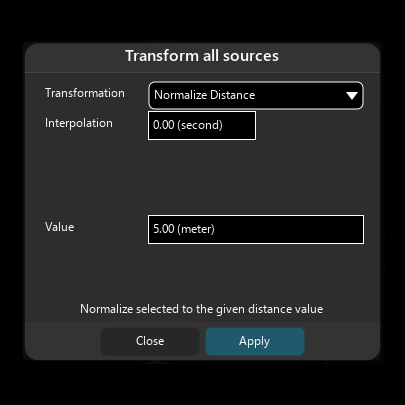 Transform all sources
Transformation
Normalize Distance
Interpolation
0.00 (second)
Value
5.00 (meter)
Normalize selected to the given distance value
Close
Apply